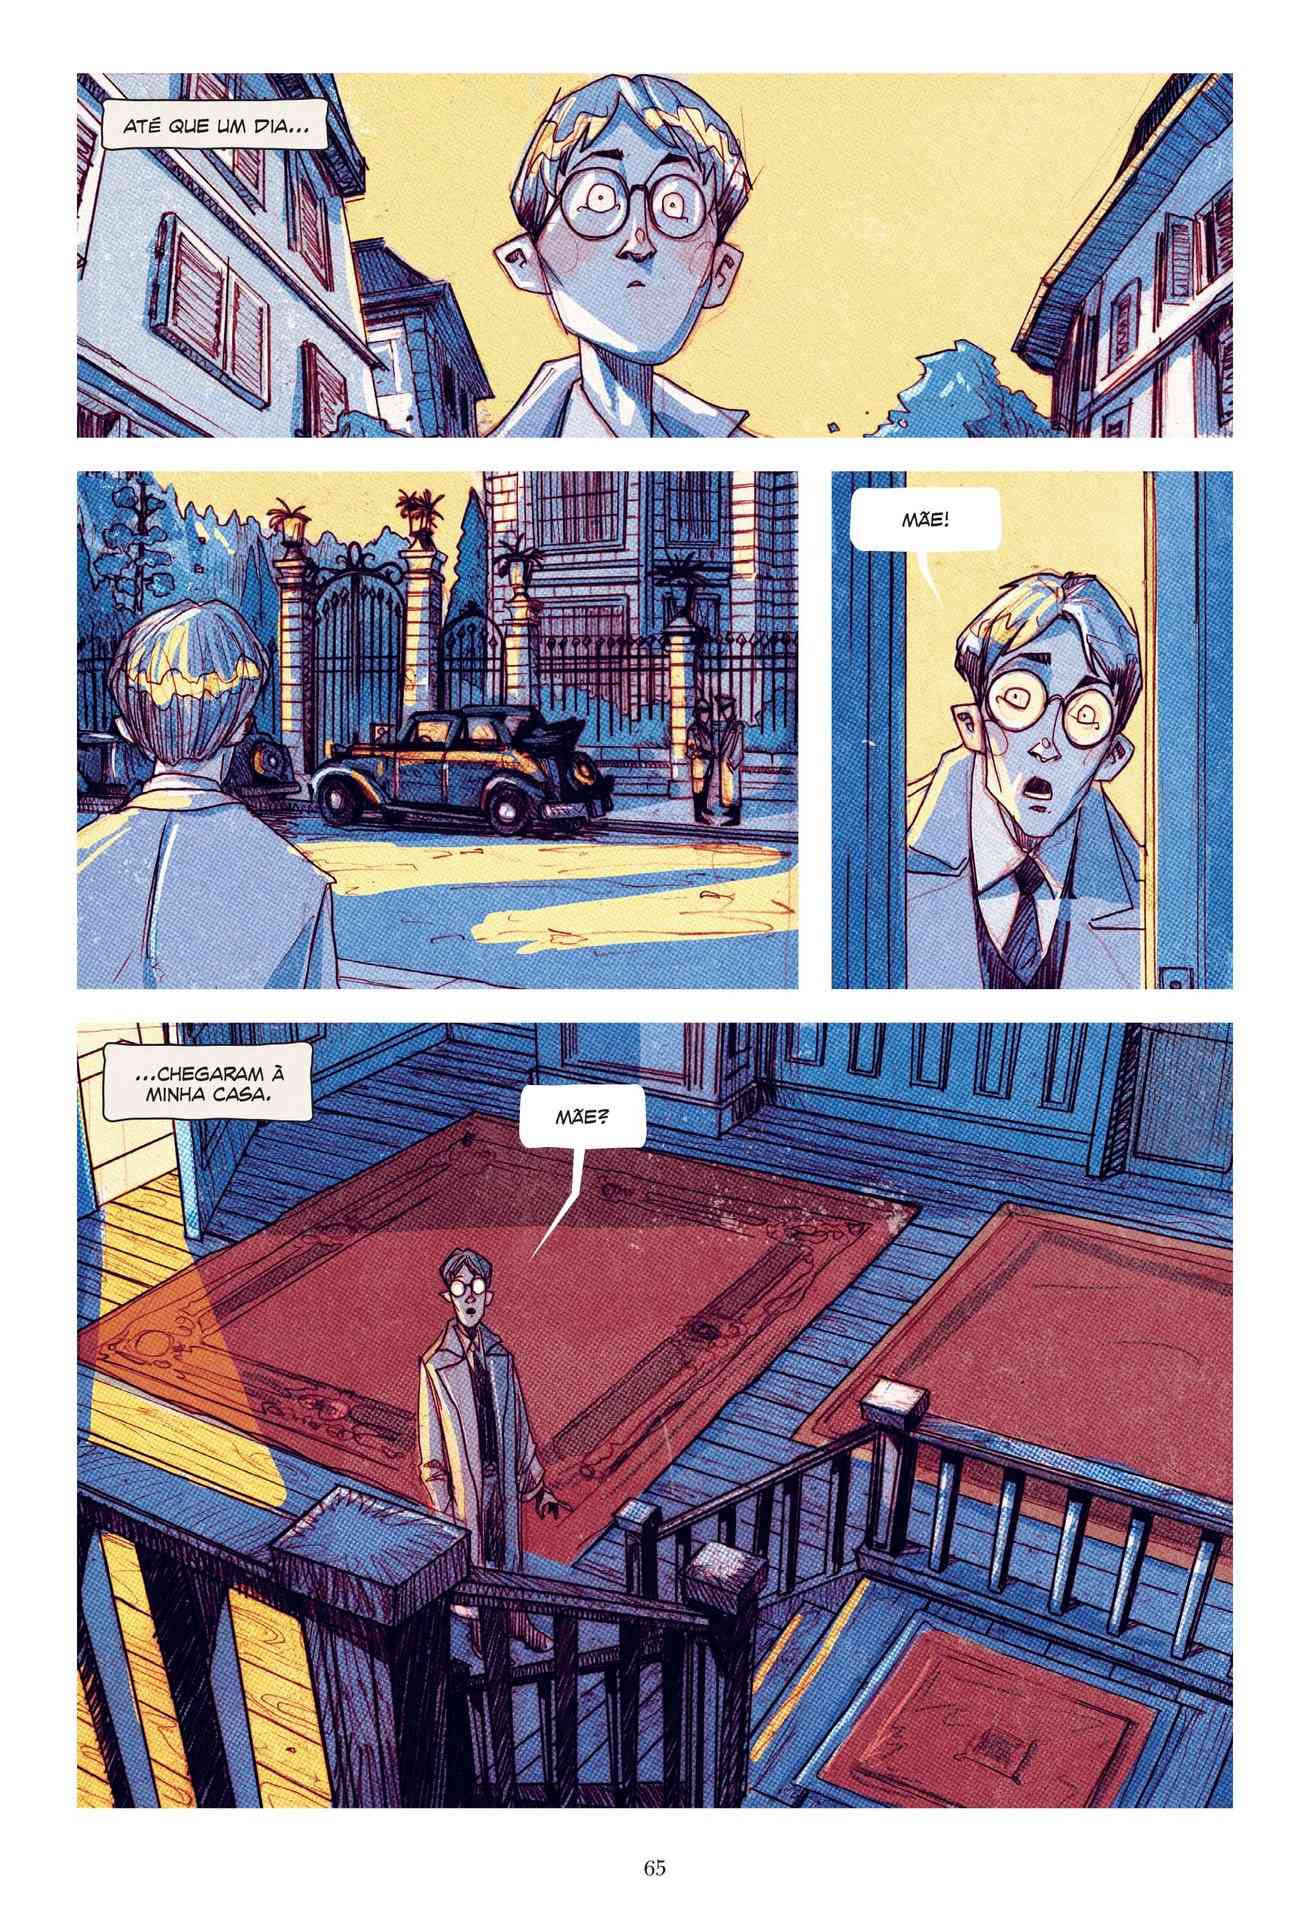 ATÉ QUE UM DIA...
MÃE!
...CHEGARAM À
MINHA CASA.
MÃE?
65